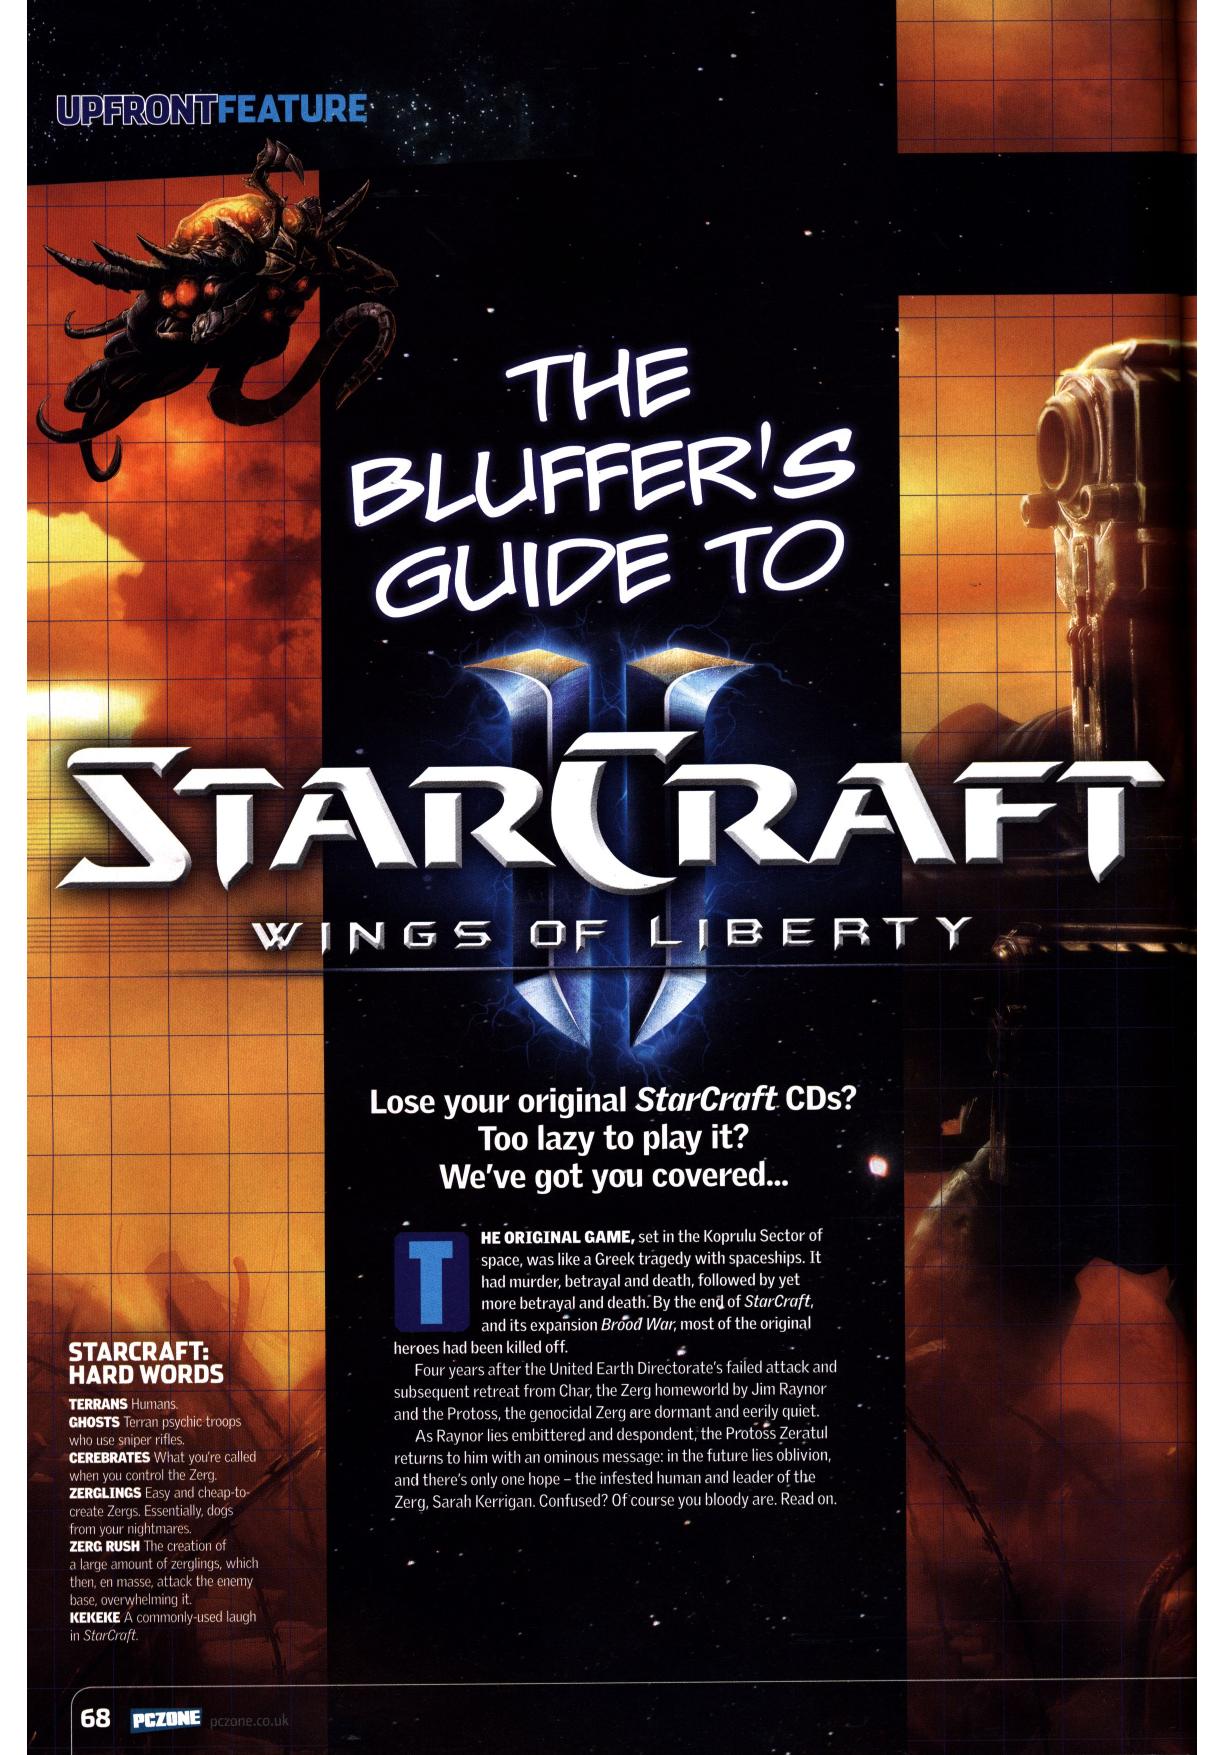 UPFRONTFEATURE
THE
BLUFFER'S
GUIDE TO
II
STARCRAFT
WINGS OF LIBERTY
Lose your original StarCraft CDs?
Too lazy to play it?
We've got you covered...
THE ORIGINAL GAME, set in the Koprulu Sector of
space, was like a Greek tragedy with spaceships. It
had murder, betrayal and death, followed by yet
more betrayal and death. By the end of StarCraft,
and its expansion Brood War, most of the original
heroes had been killed off.
Four years after the United Earth Directorate's failed attack and
subsequent retreat from Char, the Zerg homeworld by Jim Raynor
and the Protoss, the genocidal Zerg are dormant and eerily quiet.
As Raynor lies embittered and despondent, the Protoss Zeratul
returns to him with an ominous message: in the future lies oblivion,
and there's only one hope – the infested human and leader of the
Zerg, Sarah Kerrigan. Confused? Of course you bloody are. Read on.
STARCRAFT:
HARD WORDS
TERRANS Humans.
GHOSTS Terran psychic troops
who use sniper rifles.
CEREBRATES What you're called
when you control the Zerg.
ZERGLINGS Easy and cheap-to-
create Zergs. Essentially, dogs
from your nightmares.
ZERG RUSH The creation of
a large amount of zerglings, which
then, en masse, attack the enemy
base, overwhelming it.
KEKEKE A commonly-used laugh
in StarCraft.
68 PCZONE pczone.co.uk